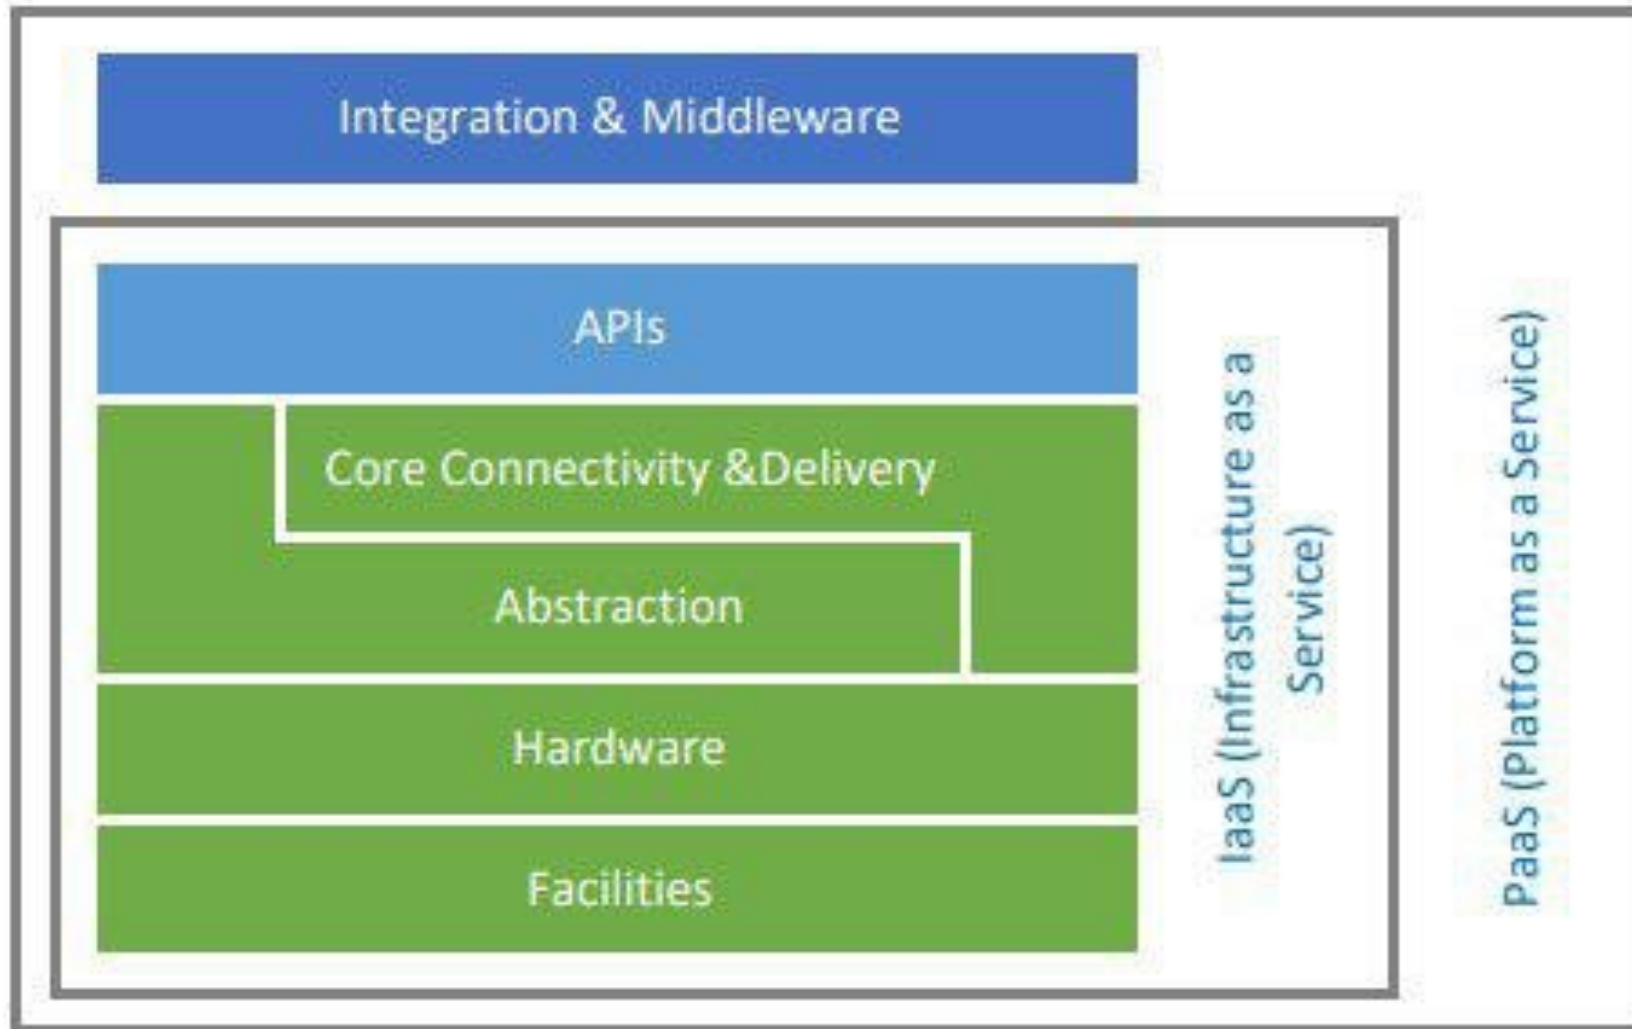 Integration & Middleware
APIs
Core Connectivity &Delivery
Abstraction
Hardware
Facilities
IaaS (Infrastructure as a
Service)
PaaS (Platform as a Service)